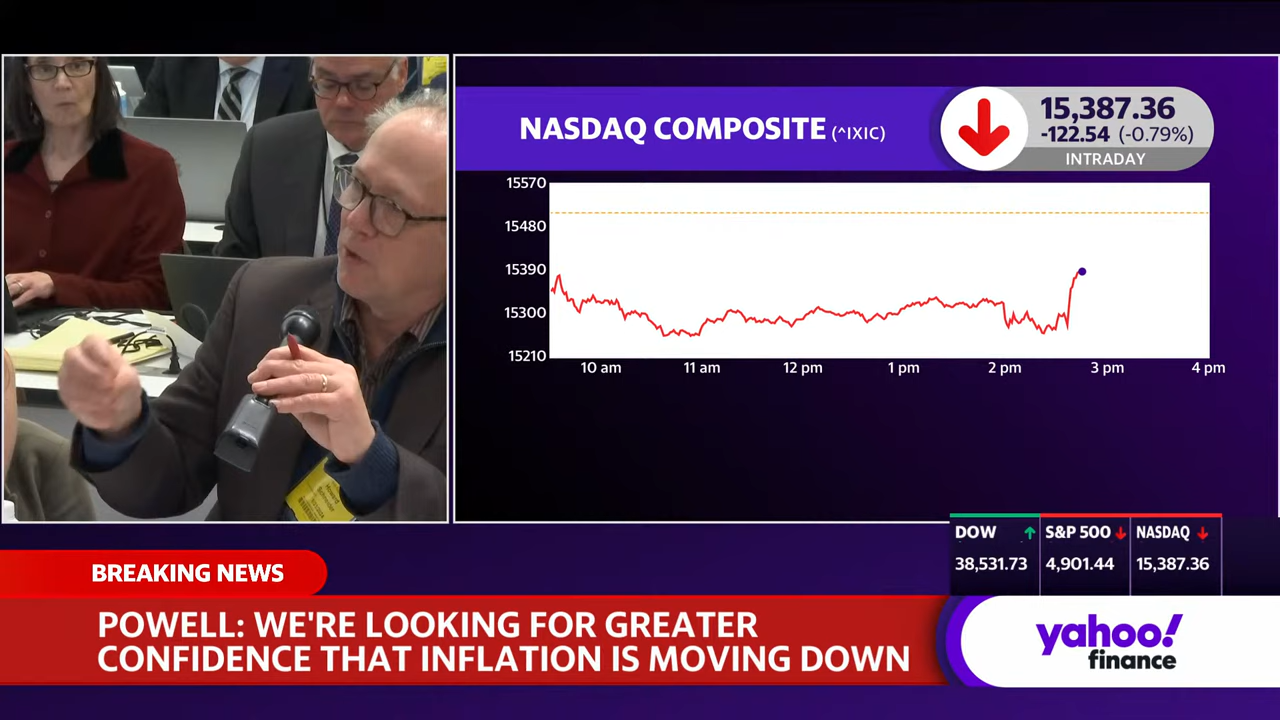 NASDAQ COMPOSITE (^IXIC)
15,387.36
-122.54 (-0.79%)
INTRADAY
15570
15480
15390
15300
15210
10 am 11 am 12 pm 1 pm 2 pm 3 pm 4 pm
DOW
38,531.73
S&P 500
4,901.44
NASDAQ
15,387.36
BREAKING NEWS
POWELL: WE'RE LOOKING FOR GREATER
CONFIDENCE THAT INFLATION IS MOVING DOWN
yahoo!
finance